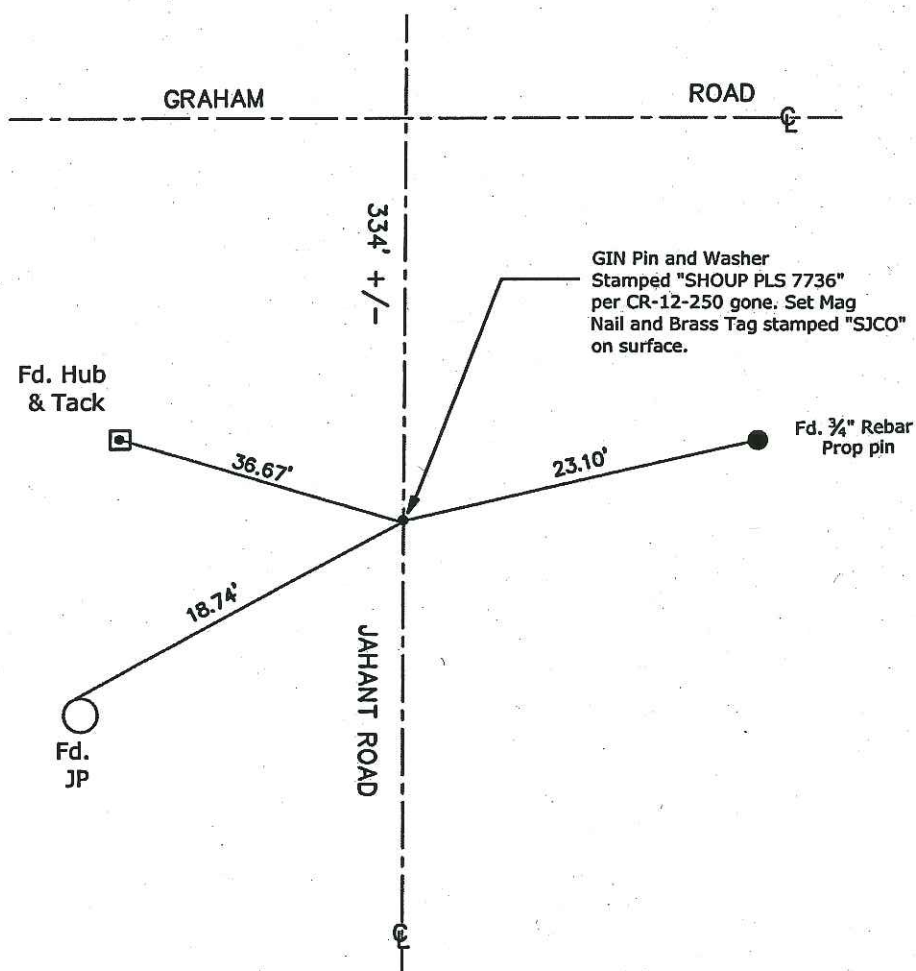 GRAHAM ROAD
℄
334' +/-
GIN Pin and Washer
Stamped "SHOUP PLS 7736"
per CR-12-250 gone. Set Mag
Nail and Brass Tag stamped "SJCO"
on surface.
Fd. Hub
& Tack
36.67'
23.10'
Fd. ¾" Rebar
Prop pin
18.74'
JAHANT ROAD
Fd.
JP
℄